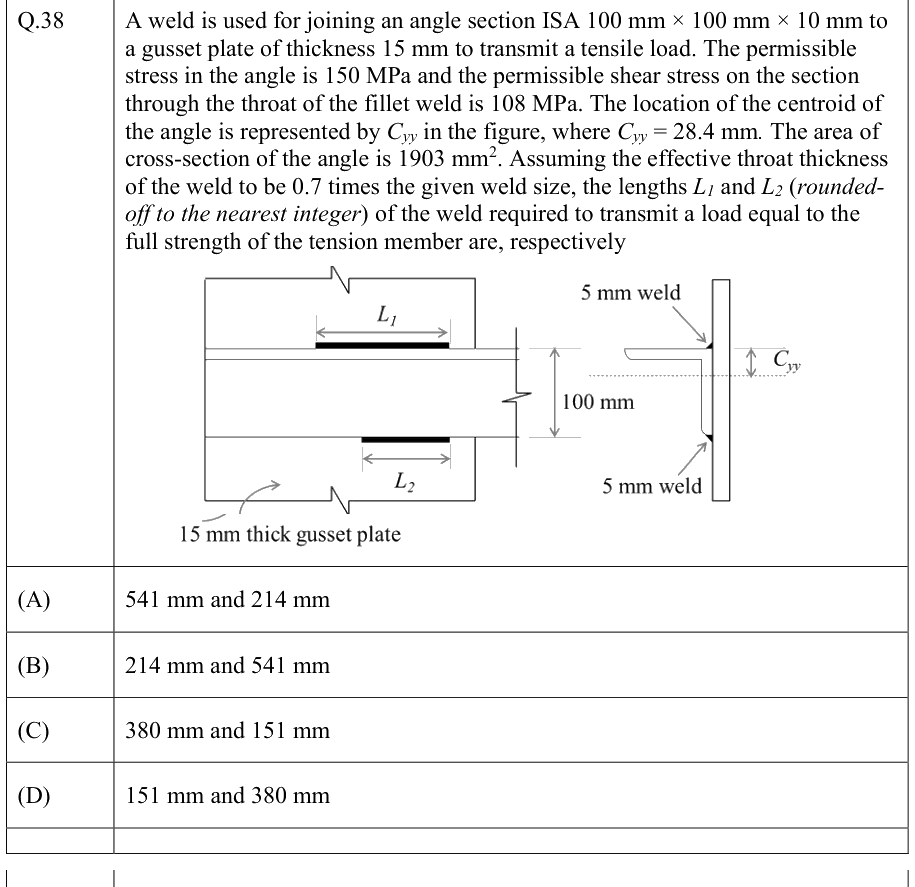 Q.38
A weld is used for joining an angle section ISA 100 mm × 100 mm × 10 mm to
a gusset plate of thickness 15 mm to transmit a tensile load. The permissible
stress in the angle is 150 MPa and the permissible shear stress on the section
through the throat of the fillet weld is 108 MPa. The location of the centroid of
the angle is represented by Cyy in the figure, where Cyy = 28.4 mm. The area of
cross-section of the angle is 1903 mm². Assuming the effective throat thickness
of the weld to be 0.7 times the given weld size, the lengths L1 and L2 (rounded-
off to the nearest integer) of the weld required to transmit a load equal to the
full strength of the tension member are, respectively
5 mm weld
L1
Cyy
100 mm
L2
5 mm weld
15 mm thick gusset plate
(A) 541 mm and 214 mm
(B) 214 mm and 541 mm
(C) 380 mm and 151 mm
(D) 151 mm and 380 mm